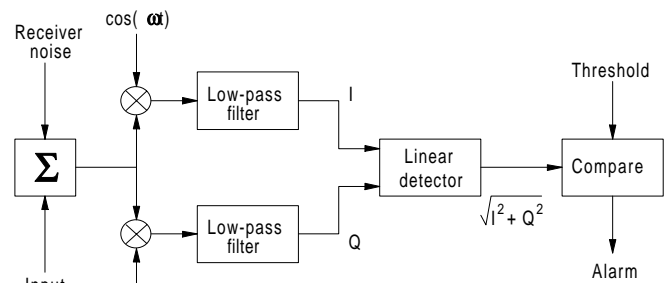 cos( ωt)
Receiver
noise
Low-pass
filter
I
Threshold
Σ
Linear
detector
Compare
√I² + Q²
Low-pass
filter
Q
Alarm